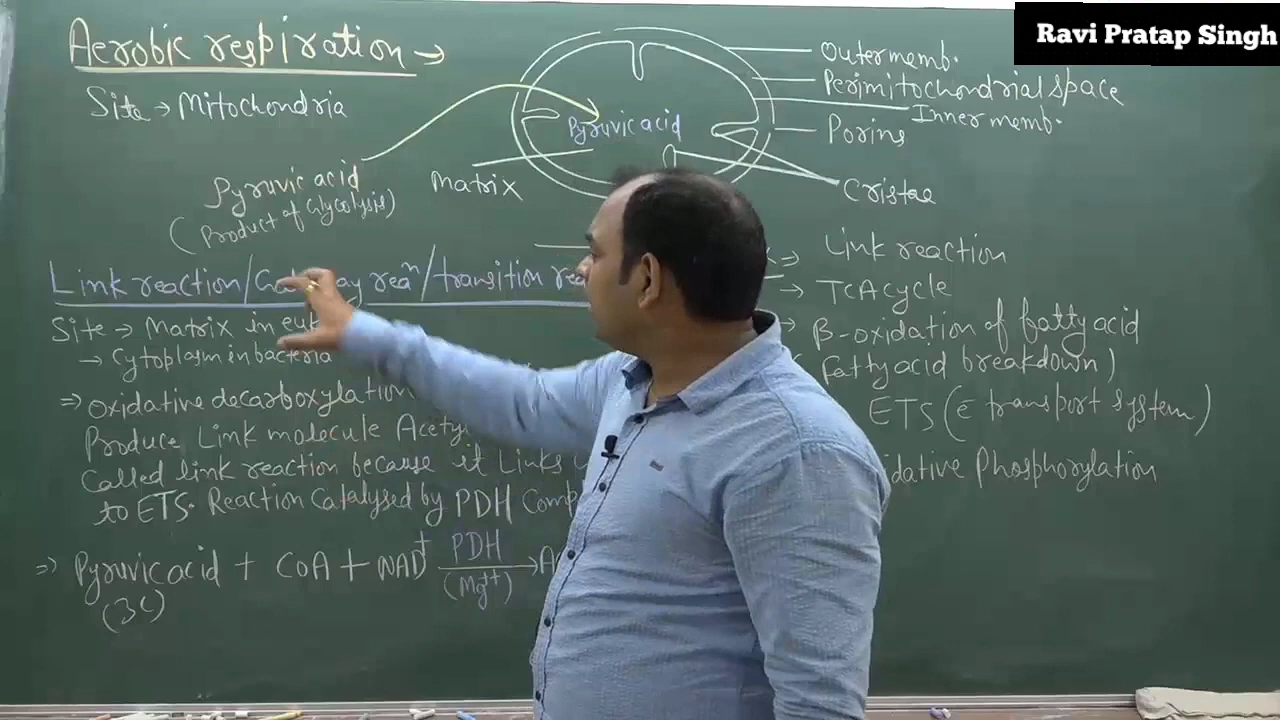 Ravi Pratap Singh
Aerobic respiration →
Site → Mitochondria
Pyruvic acid
(Product of Glycolysis)
Pyruvic acid
Matrix
Outer memb.
Perimitochondrial space
Inner memb.
Porins
Cristae
Link reaction/ reaⁿ/transition
Site → Matrix in
→ Cytoplasm in bacteria
⇒ Oxidative decarboxylation
Produce Link molecule
Called link reaction because it Links
to ETS. Reaction Catalysed by PDH
⇒ Pyruvic acid + CoA + NAD⁺ PDH →
(3C)
(Mg⁺⁺)
→ Link reaction
→ TCA cycle
β-oxidation of fatty acid
( Fatty acid breakdown )
ETS (e transport system)
Phosphorylation